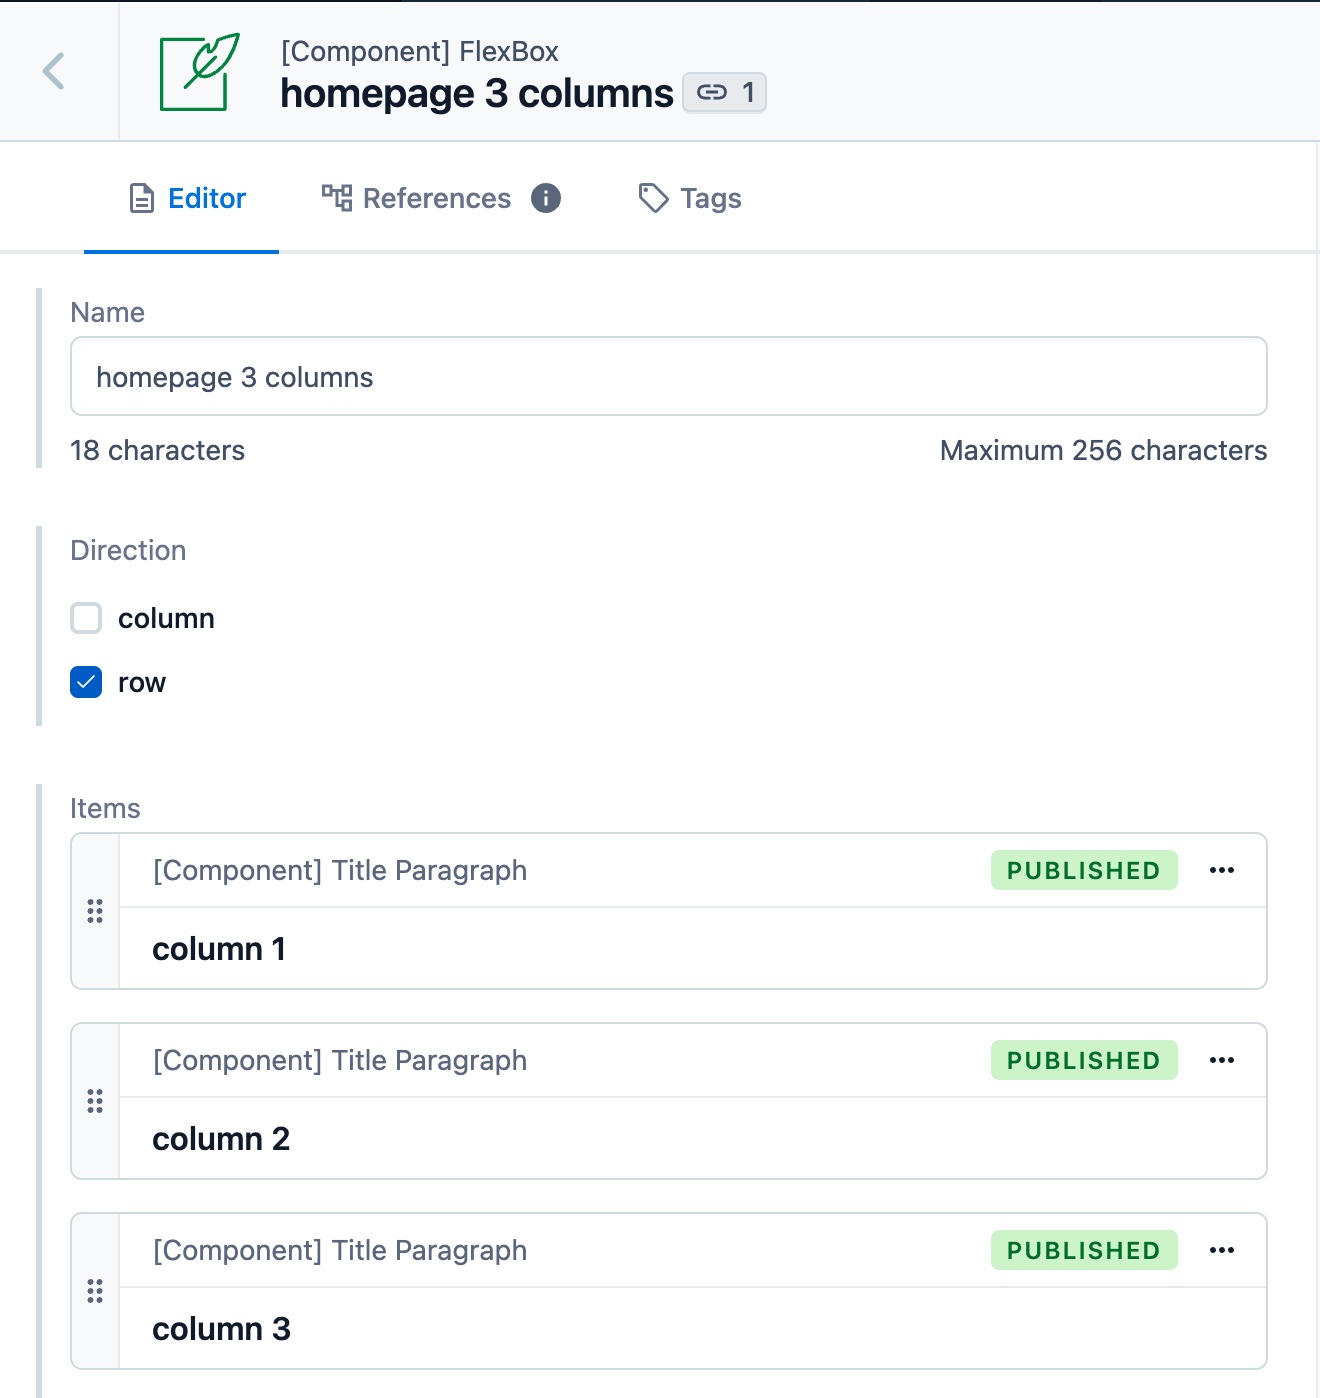 [Component] FlexBox
homepage 3 columns 1
Editor References i Tags
Name
homepage 3 columns
18 characters Maximum 256 characters
Direction
column
row
Items
[Component] Title Paragraph PUBLISHED
column 1
[Component] Title Paragraph PUBLISHED
column 2
[Component] Title Paragraph PUBLISHED
column 3